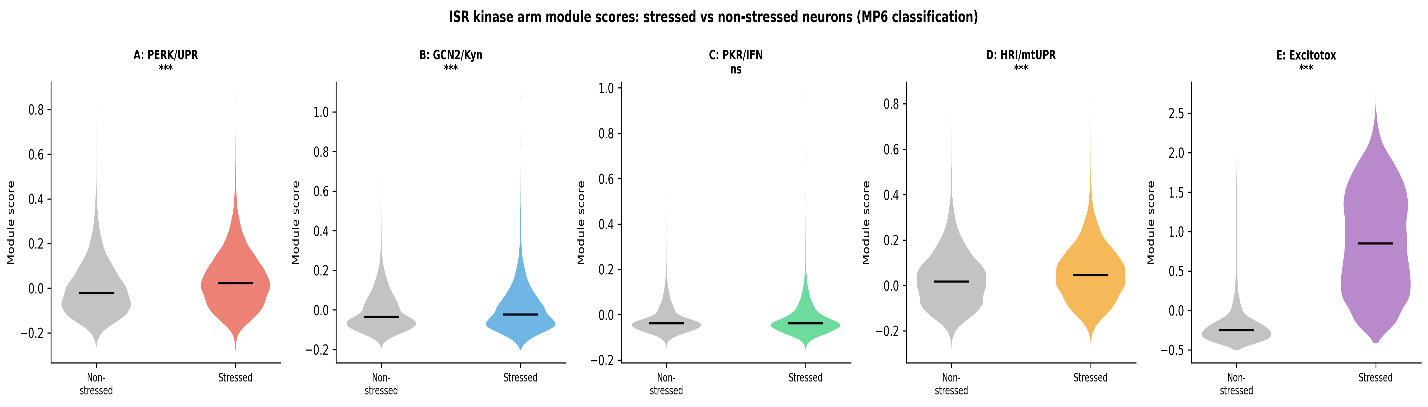 ISR kinase arm module scores: stressed vs non-stressed neurons (MP6 classification)
A: PERK/UPR
***
Module score
0.8
0.6
0.4
0.2
0.0
−0.2
Non-
stressed
Stressed
B: GCN2/Kyn
***
Module score
1.0
0.8
0.6
0.4
0.2
0.0
−0.2
Non-
stressed
Stressed
C: PKR/IFN
ns
Module score
1.0
0.8
0.6
0.4
0.2
0.0
−0.2
Non-
stressed
Stressed
D: HRI/mtUPR
***
Module score
0.8
0.6
0.4
0.2
0.0
−0.2
Non-
stressed
Stressed
E: Excitotox
***
Module score
2.5
2.0
1.5
1.0
0.5
0.0
−0.5
Non-
stressed
Stressed